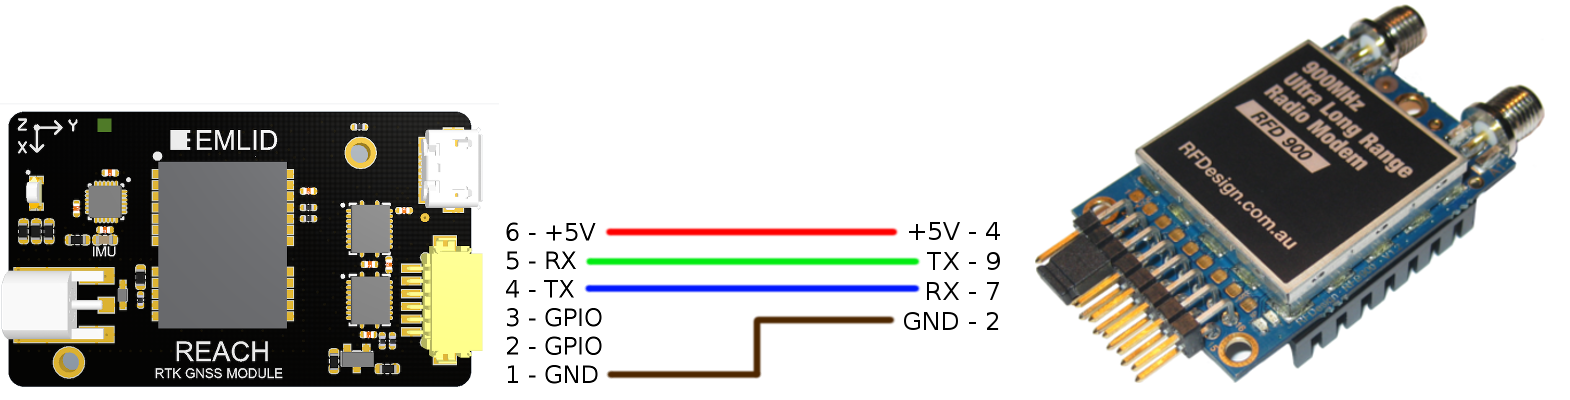 Z Y
X
EMLID
IMU
REACH
RTK GNSS MODULE
6 - +5V
5 - RX
4 - TX
3 - GPIO
2 - GPIO
1 - GND
+5V - 4
TX - 9
RX - 7
GND - 2
900MHz
Ultra Long Range
Radio Modem
RFD 900
RFDesign.com.au